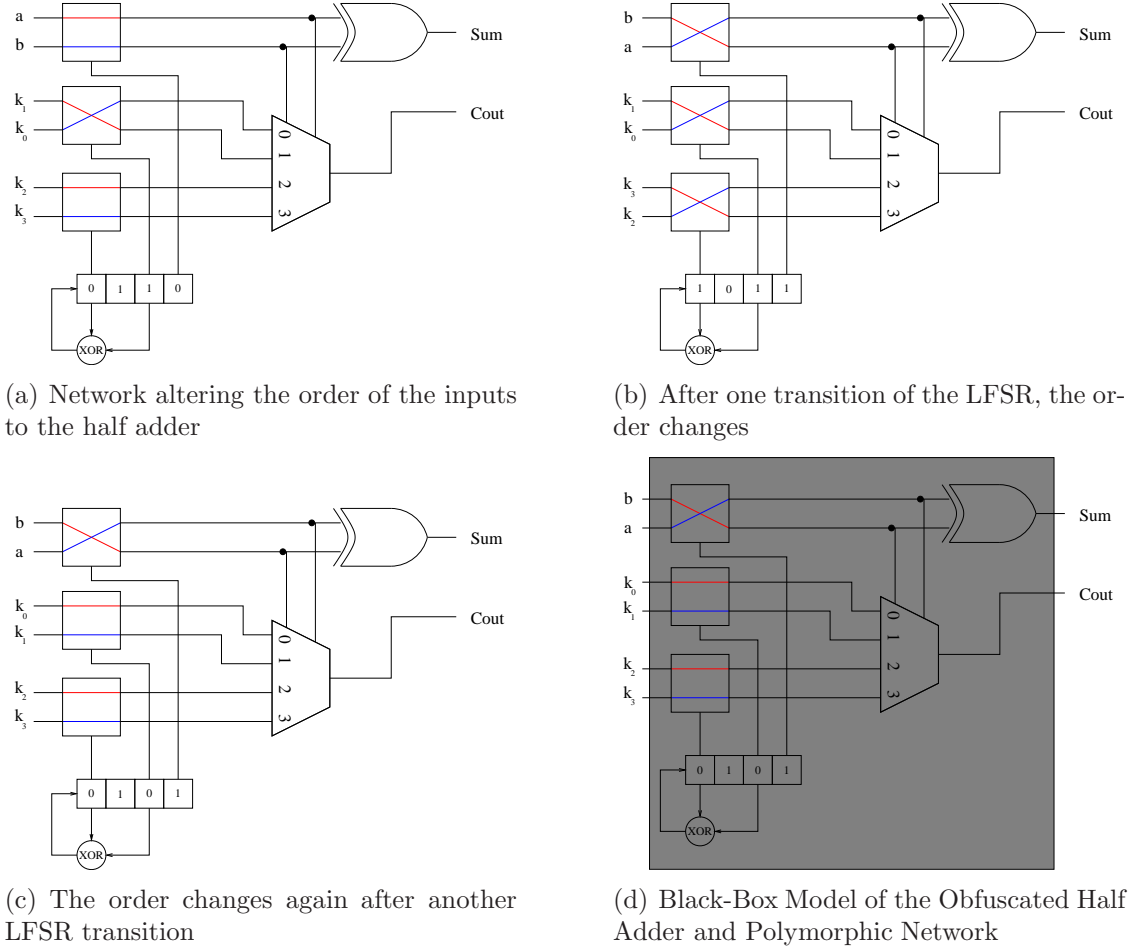 a
b
Sum
k1
k0
Cout
0
1
2
3
k2
k3
0 1 1 0
XOR
(a) Network altering the order of the inputs
to the half adder
b
a
Sum
k1
k0
Cout
0
1
2
3
k3
k2
1 0 1 1
XOR
(b) After one transition of the LFSR, the or-
der changes
b
a
Sum
k0
k1
Cout
0
1
2
3
k2
k3
0 1 0 1
XOR
(c) The order changes again after another
LFSR transition
b
a
Sum
k0
k1
Cout
0
1
2
3
k2
k3
0 1 0 1
XOR
(d) Black-Box Model of the Obfuscated Half
Adder and Polymorphic Network